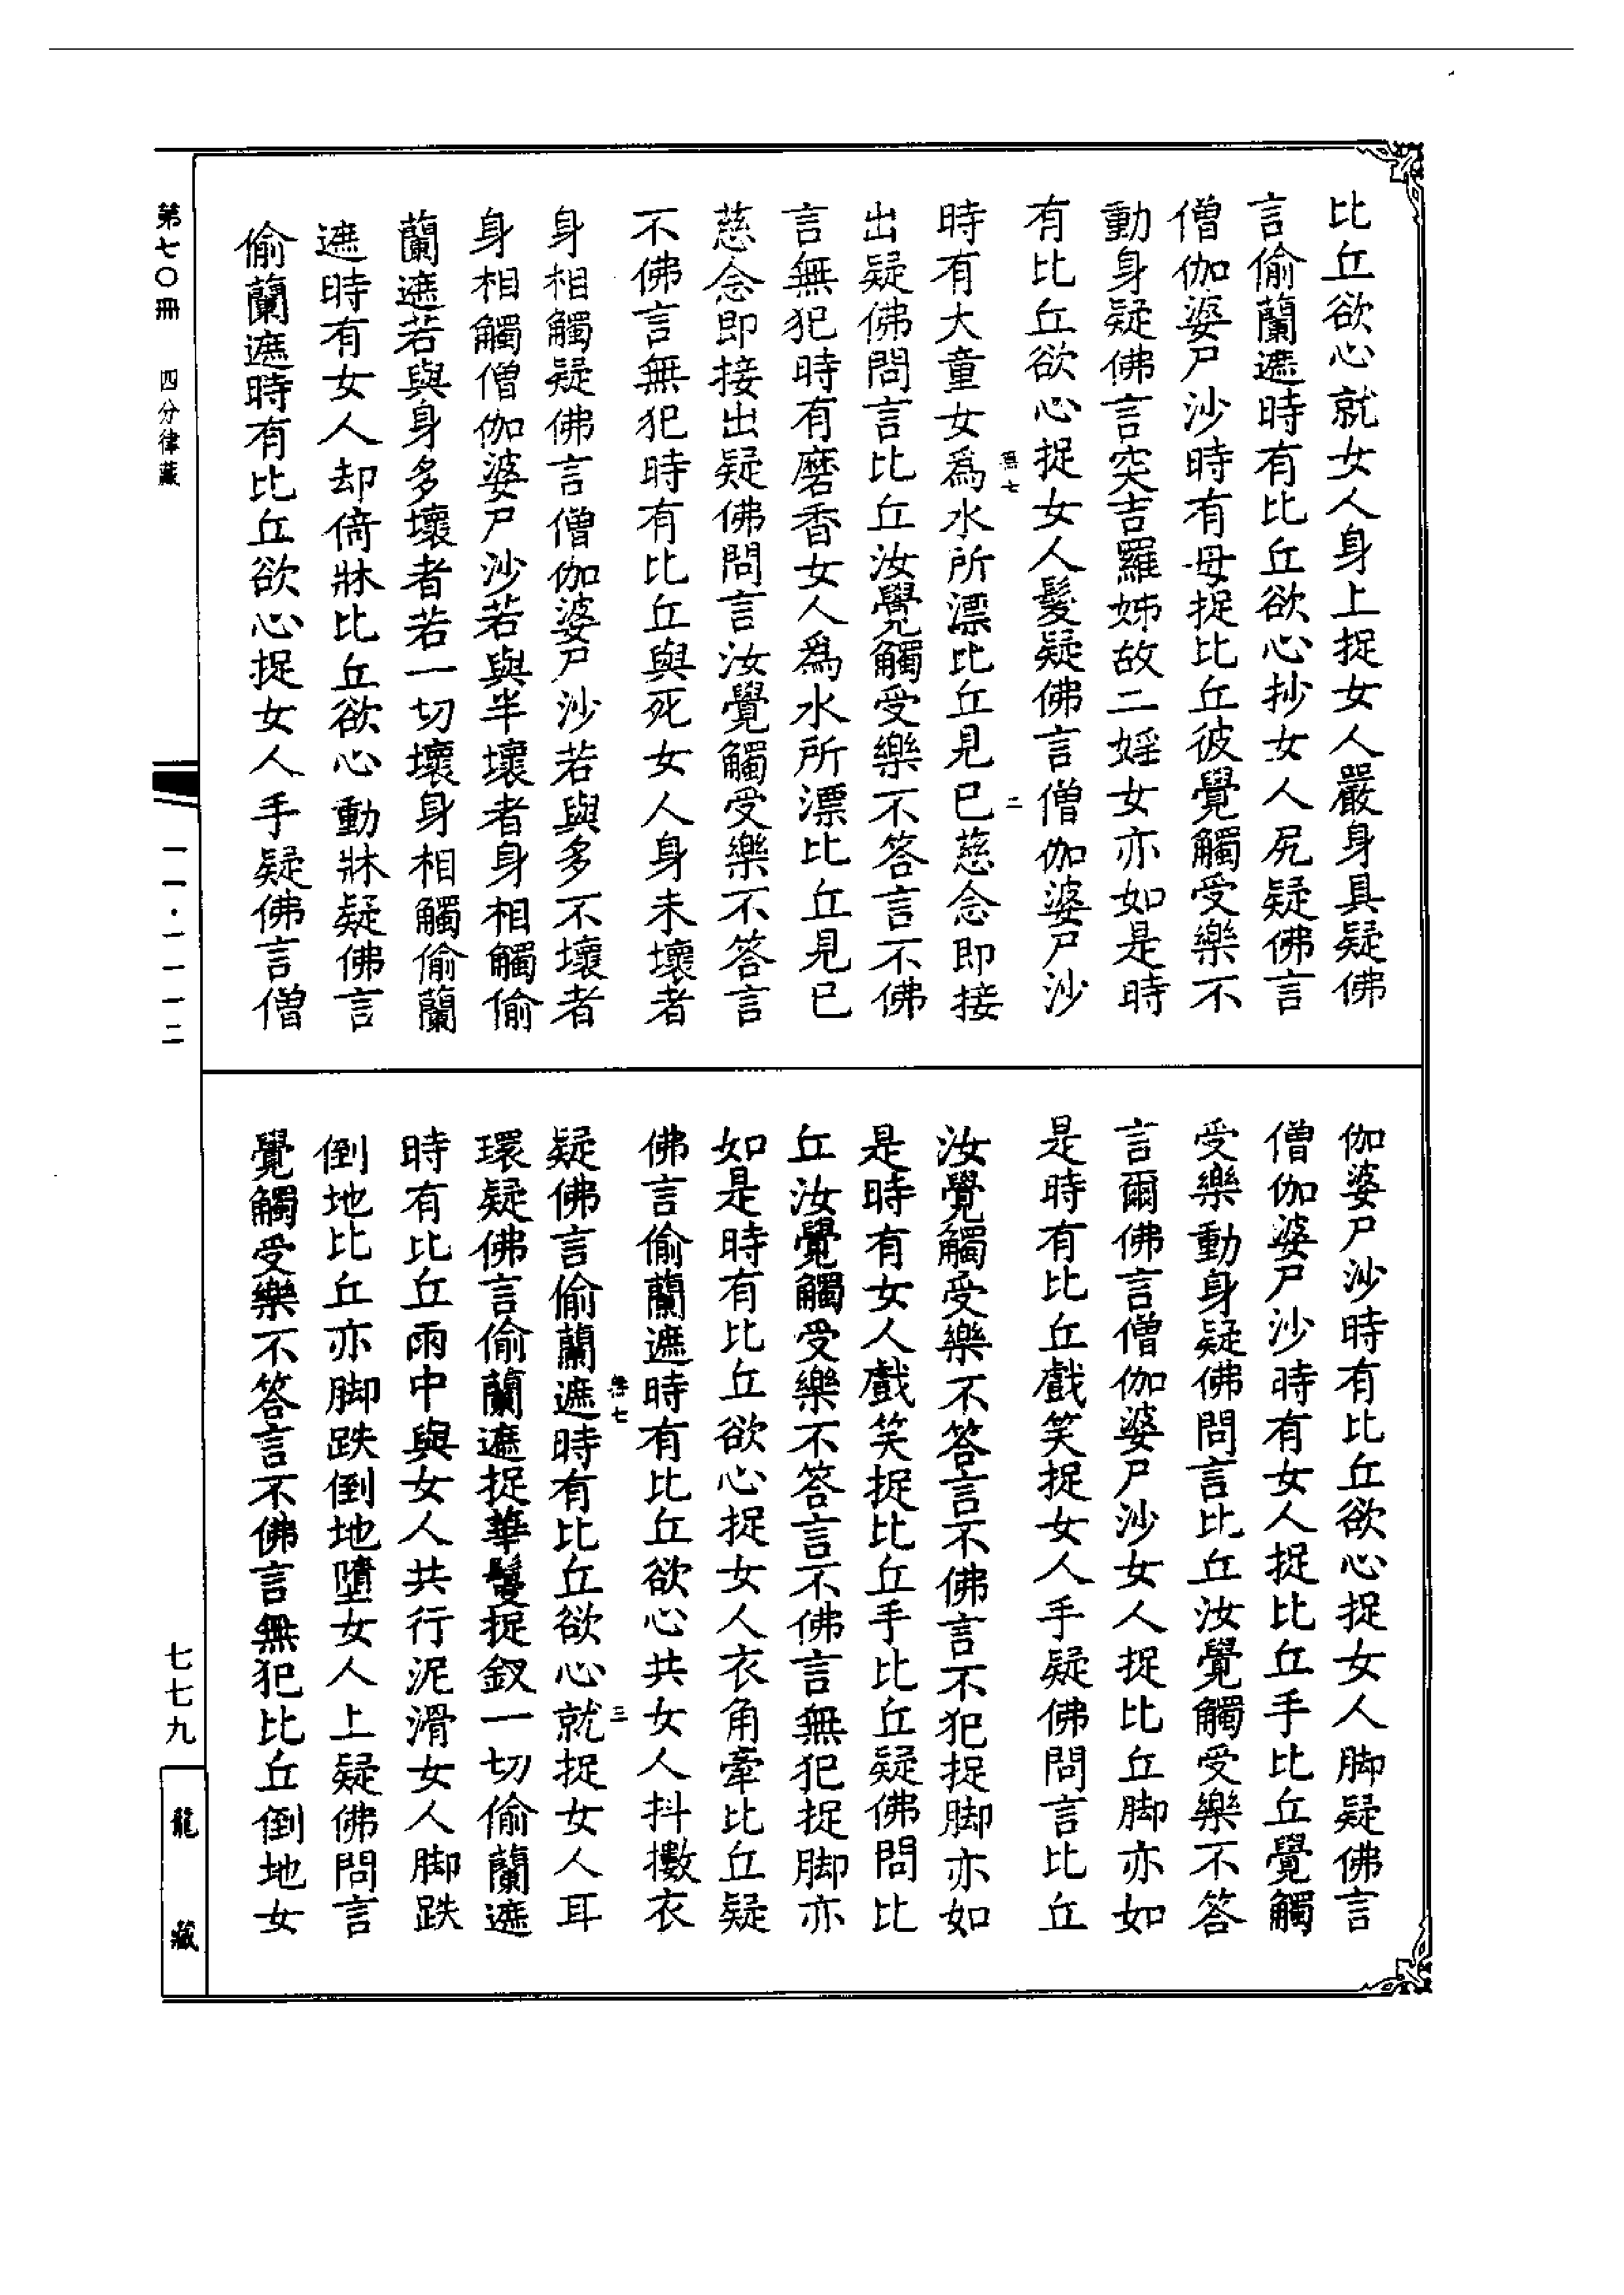 比丘欲心就女人身上捉女人嚴身具疑佛
言偷蘭遮時有比丘欲心抄女人尻疑佛言
僧伽婆尸沙時有母捉比丘彼覺觸受樂不
動身疑佛言突吉羅姊故二婬女亦如是時
有比丘欲心捉女人髮疑佛言僧伽婆尸沙
時有大童女爲水所漂比丘見已慈念即接
出疑佛問言比丘汝覺觸受樂不答言不佛
言無犯時有磨香女人爲水所漂比丘見已
慈念即接出疑佛問言汝覺觸受樂不答言
不佛言無犯時有比丘與死女人身未壞者
身相觸疑佛言僧伽婆尸沙若與多不壞者
身相觸僧伽婆尸沙若與半壞者身相觸偷
蘭遮若與身多壞者若一切壞身相觸偷蘭
遮時有女人却倚牀比丘欲心動牀疑佛言
偷蘭遮時有比丘欲心捉女人手疑佛言僧
伽婆尸沙時有比丘欲心捉女人脚疑佛言
僧伽婆尸沙時有女人捉比丘手比丘覺觸
受樂動身疑佛問言比丘汝覺觸受樂不答
言爾佛言僧伽婆尸沙女人捉比丘脚亦如
是時有比丘戲笑捉女人手疑佛問言比丘
汝覺觸受樂不答言不佛言不犯捉脚亦如
是時有女人戲笑捉比丘手比丘疑佛問比
丘汝覺觸受樂不答言不佛言無犯捉脚亦
如是時有比丘欲心捉女人衣角牽比丘疑
佛言偷蘭遮時有比丘欲心共女人抖擻衣
疑佛言偷蘭遮時有比丘欲心就捉女人耳
環疑佛言偷蘭遮捉華鬘捉釵一切偷蘭遮
時有比丘雨中與女人共行泥滑女人脚跌
倒地比丘亦脚跌倒地墮女人上疑佛問言
覺觸受樂不答言不佛言無犯比丘倒地女
第七〇冊 四分律藏
一一·一一一二
七七九
龍藏
二
三